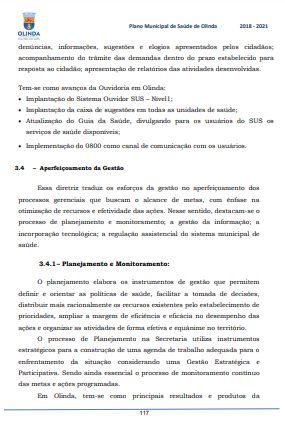 OLINDA
Plano Municipal de Saúde de Olinda 2018 - 2021
denúncias, informações, sugestões e elogios apresentados pelos cidadãos;
acompanhamento do trâmite das demandas dentro do prazo estabelecido para
resposta ao cidadão; apresentação de relatórios das atividades desenvolvidas.
Tem-se como avanços da Ouvidoria em Olinda:
• Implantação do Sistema Ouvidor SUS – Nível1;
• Implantação da caixa de sugestões em todas as unidades de saúde;
• Atualização do Guia da Saúde, divulgando para os usuários do SUS os
serviços de saúde disponíveis;
• Implementação do 0800 como canal de comunicação com os usuários.
3.4 – Aperfeiçoamento da Gestão
Essa diretriz traduz os esforços da gestão no aperfeiçoamento dos
processos gerenciais que buscam o alcance de metas, com ênfase na
otimização de recursos e efetividade das ações. Nesse sentido, destacam-se o
processo de planejamento e monitoramento; a gestão da informação; a
incorporação tecnológica; a regulação assistencial do sistema municipal de
saúde.
3.4.1– Planejamento e Monitoramento:
O planejamento elabora os instrumentos de gestão que permitem
definir e orientar as políticas de saúde, facilitar a tomada de decisões,
distribuir mais racionalmente os recursos existentes pelo estabelecimento de
prioridades, ampliar a margem de eficiência e eficácia no desempenho das
ações e organizar as atividades de forma efetiva e equânime no território.
O processo de Planejamento na Secretaria utiliza instrumentos
estratégicos para a construção de uma agenda de trabalho adequada para o
enfrentamento da situação considerando uma Gestão Estratégica e
Participativa. Sendo ainda essencial o processo de monitoramento contínuo
das metas e ações programadas.
Em Olinda, tem-se como principais resultados e produtos da
117